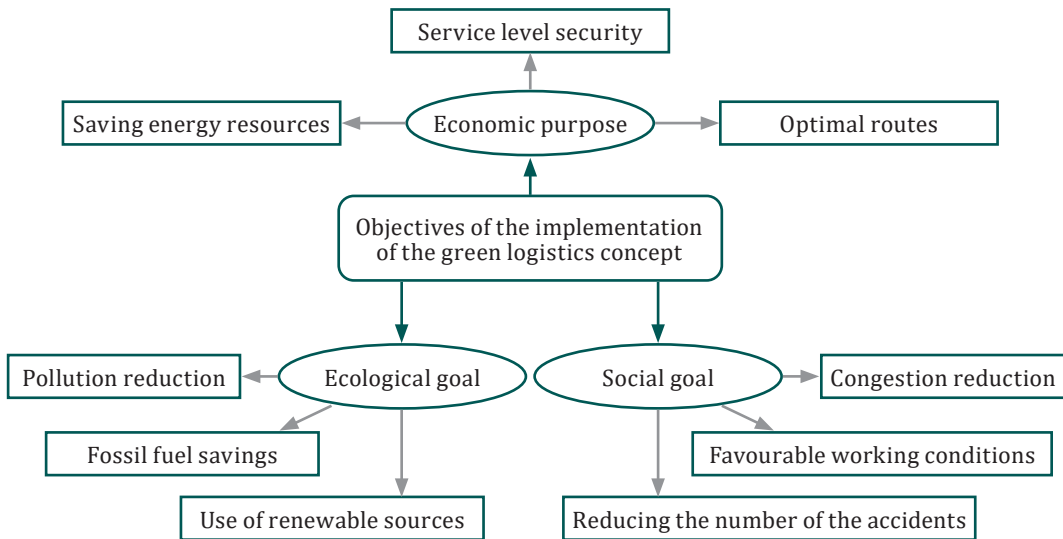 Service level security
Saving energy resources
Economic purpose
Optimal routes
Objectives of the implementation
of the green logistics concept
Pollution reduction
Ecological goal
Social goal
Congestion reduction
Fossil fuel savings
Favourable working conditions
Use of renewable sources
Reducing the number of the accidents